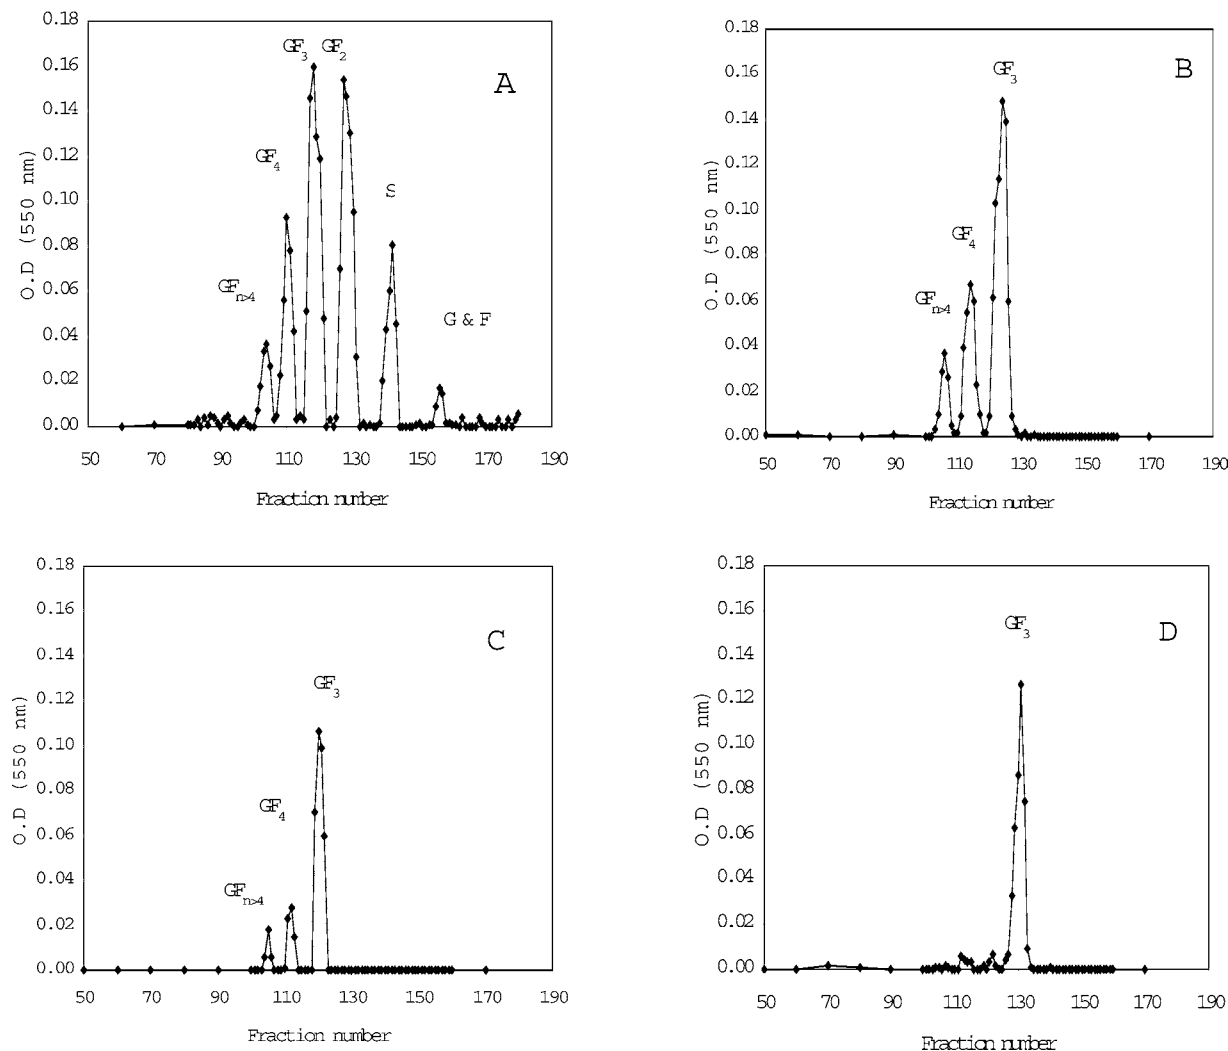 A
O.D (550 nm)
0.18
0.16
0.14
0.12
0.10
0.08
0.06
0.04
0.02
0.00
GF3
GF2
GF4
S
GFn>4
G & F
50 70 90 110 130 150 170 190
Fraction number
B
O.D (550 nm)
0.18
0.16
0.14
0.12
0.10
0.08
0.06
0.04
0.02
0.00
GF3
GF4
GFn>4
50 70 90 110 130 150 170 190
Fraction number
C
O.D (550 nm)
0.18
0.16
0.14
0.12
0.10
0.08
0.06
0.04
0.02
0.00
GF3
GF4
GFn>4
50 70 90 110 130 150 170 190
Fraction number
D
O.D (550 nm)
0.18
0.16
0.14
0.12
0.10
0.08
0.06
0.04
0.02
0.00
GF3
50 70 90 110 130 150 170 190
Fraction number